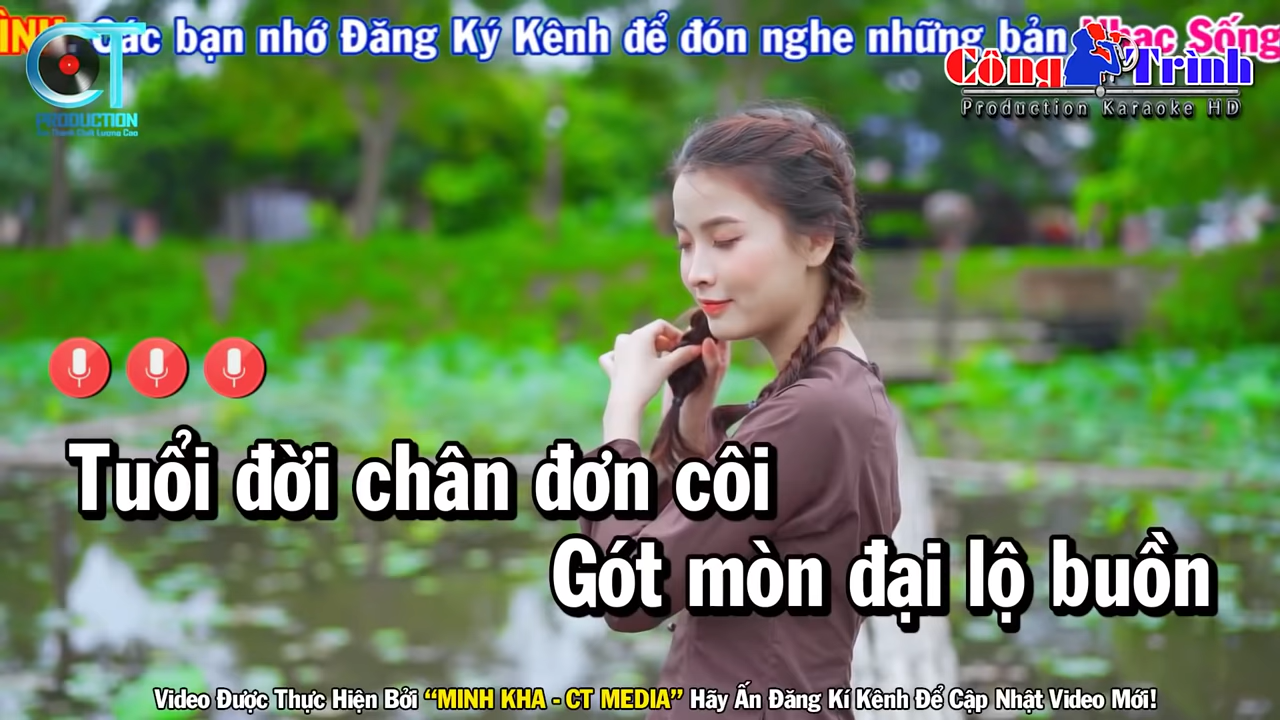 Các bạn nhớ Đăng Ký Kênh để đón nghe những bản Nhạc Sống
CT
PRODUCTION
Công Trình
Production Karaoke HD
Tuổi đời chân đơn côi
Gót mòn đại lộ buồn
Video Được Thực Hiện Bởi “MINH KHA - CT MEDIA” Hãy Ấn Đăng Kí Kênh Để Cập Nhật Video Mới!